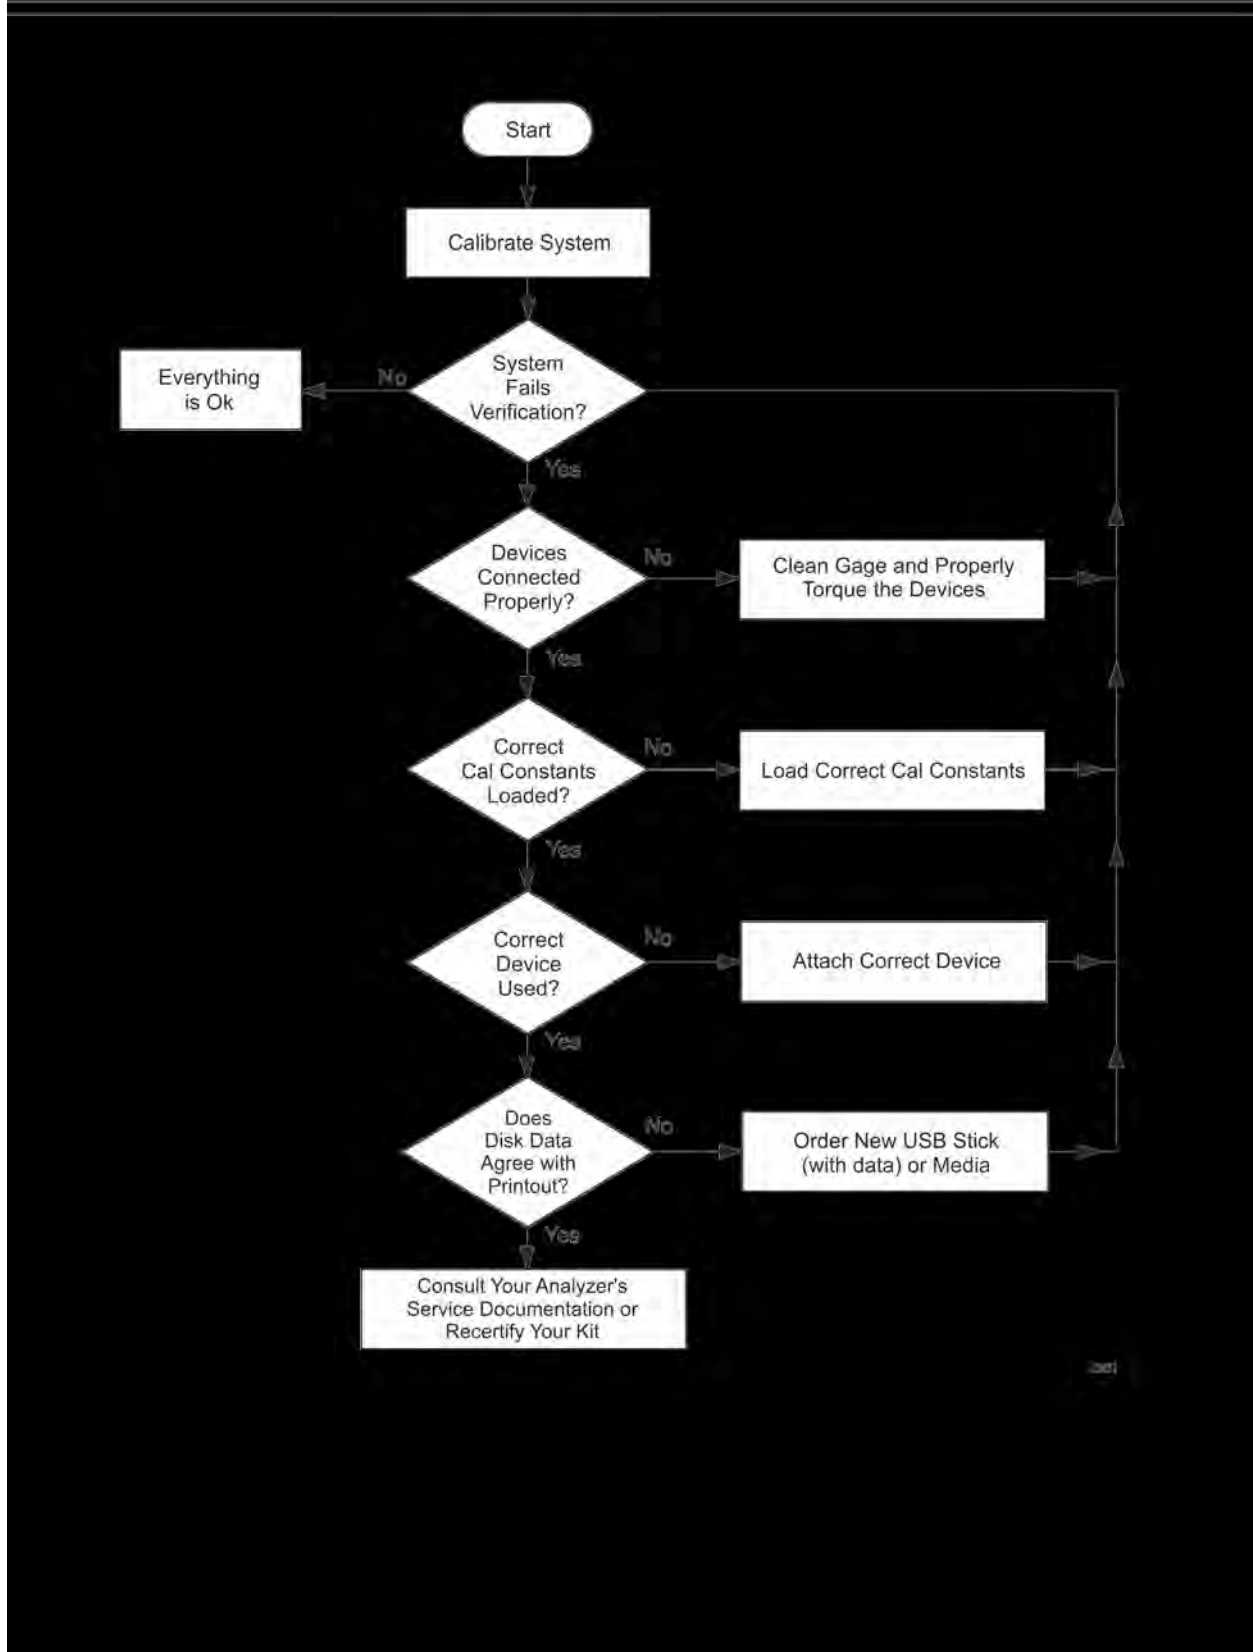 Start
Calibrate System
System
Fails
Verification?
No
Everything
is Ok
Yes
Devices
Connected
Properly?
No
Clean Gage and Properly
Torque the Devices
Yes
Correct
Cal Constants
Loaded?
No
Load Correct Cal Constants
Yes
Correct
Device
Used?
No
Attach Correct Device
Yes
Does
Disk Data
Agree with
Printout?
No
Order New USB Stick
(with data) or Media
Yes
Consult Your Analyzer's
Service Documentation or
Recertify Your Kit